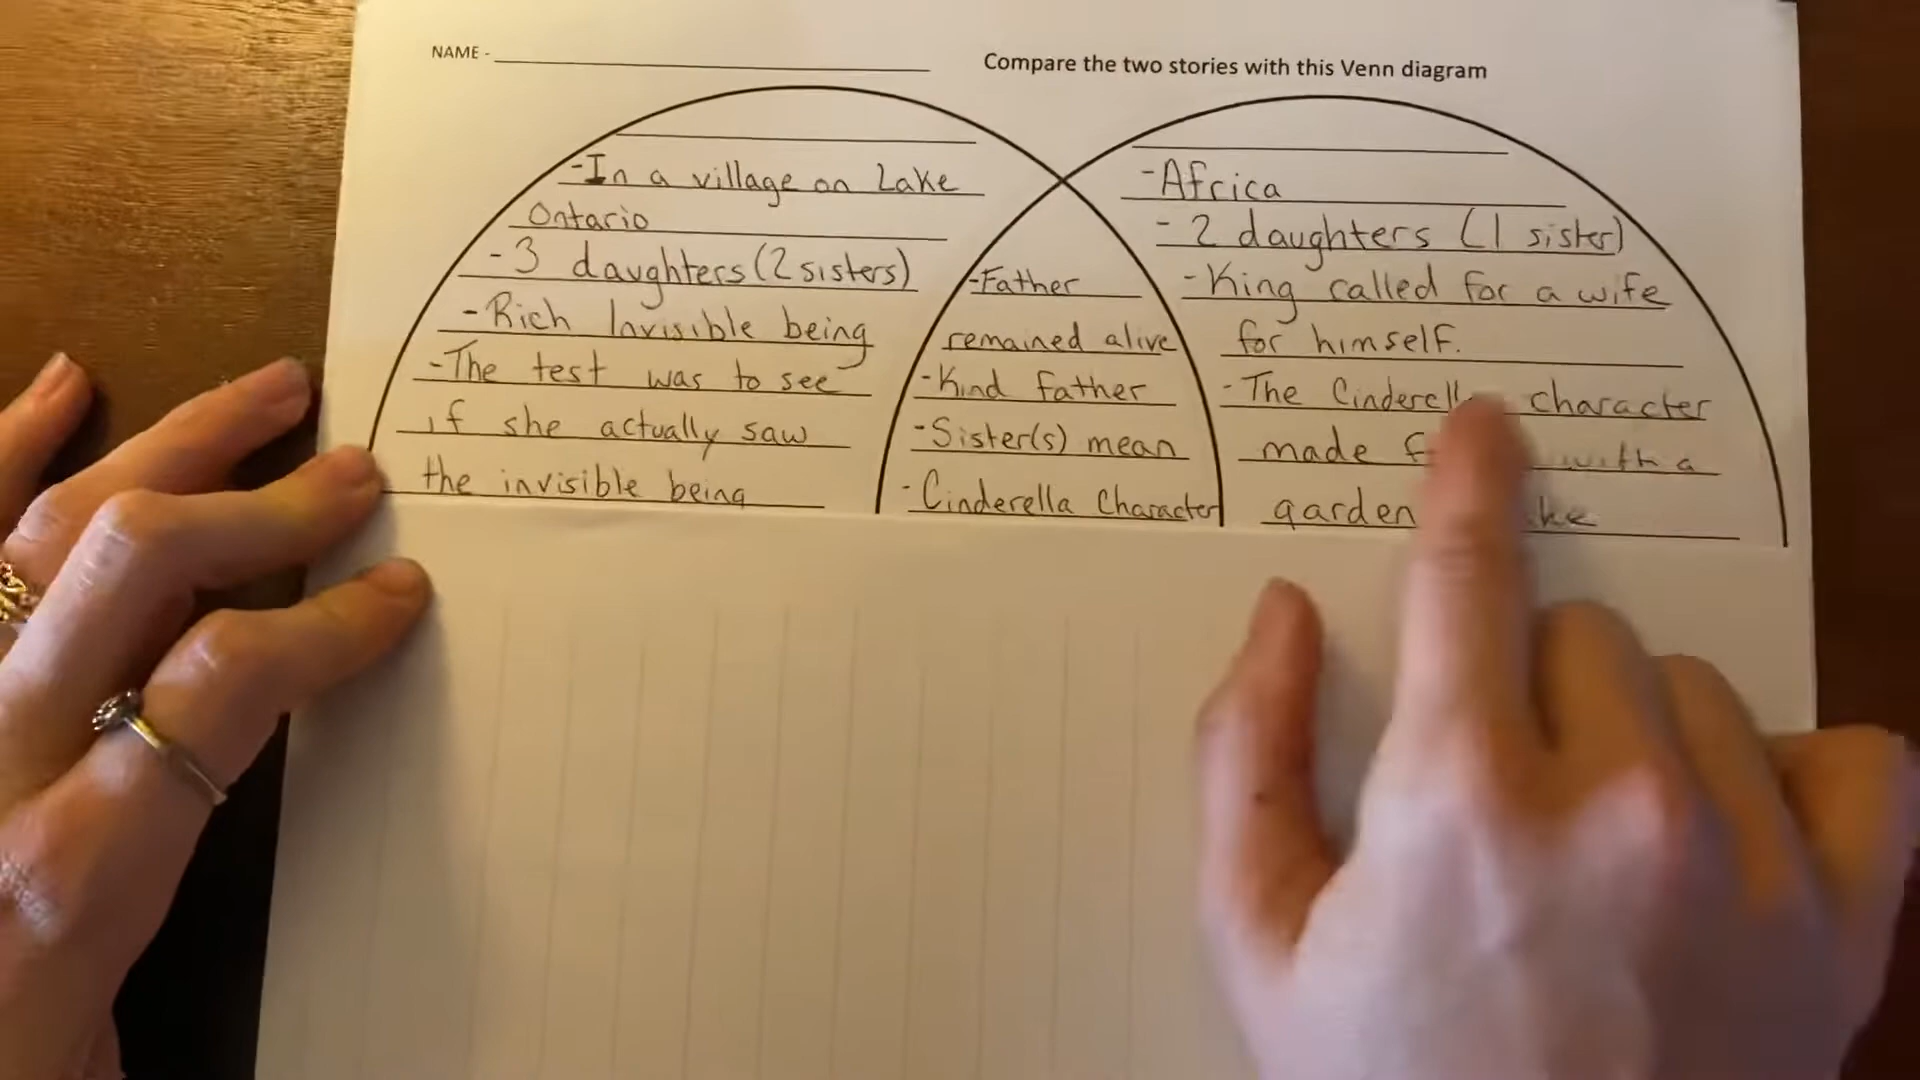 NAME -
Compare the two stories with this Venn diagram
-In a village on Lake
Ontario
-3 daughters (2 sisters)
-Rich Invisible being
-The test was to see
if she actually saw
the invisible being
-Father
remained alive
-Kind father
-Sister(s) mean
-Cinderella Character
-Africa
-2 daughters (1 sister)
-King called for a wife
for himself.
-The Cinderella character
made with a
garden